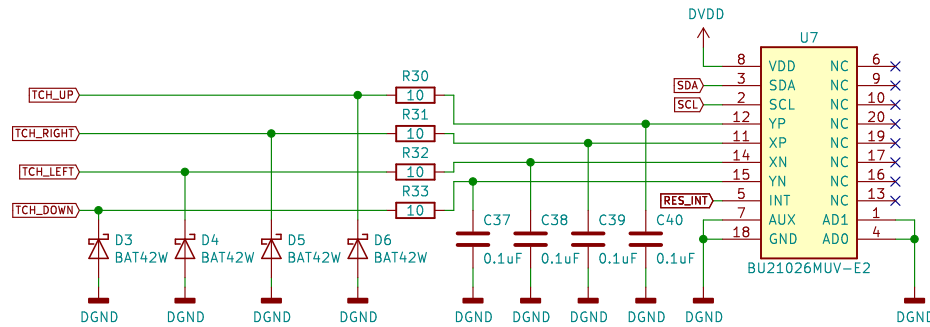 DVDD
U7
R30
TCH_UP 10 8 VDD NC 6
SDA 3 SDA NC 9
R31
SCL 2 SCL NC 10
TCH_RIGHT 10 12 YP NC 20
R32
11 XP NC 19
TCH_LEFT 10 14 XN NC 17
R33
15 YN NC 16
TCH_DOWN 10 RES_INT 5 INT NC 13
C37 C38 C39 C40 7 AUX AD1 1
D3 D4 D5 D6 18 GND AD0 4
BAT42W BAT42W BAT42W BAT42W 0.1uF 0.1uF 0.1uF 0.1uF
BU21026MUV-E2
DGND DGND DGND DGND DGND DGND DGND DGND DGND DGND